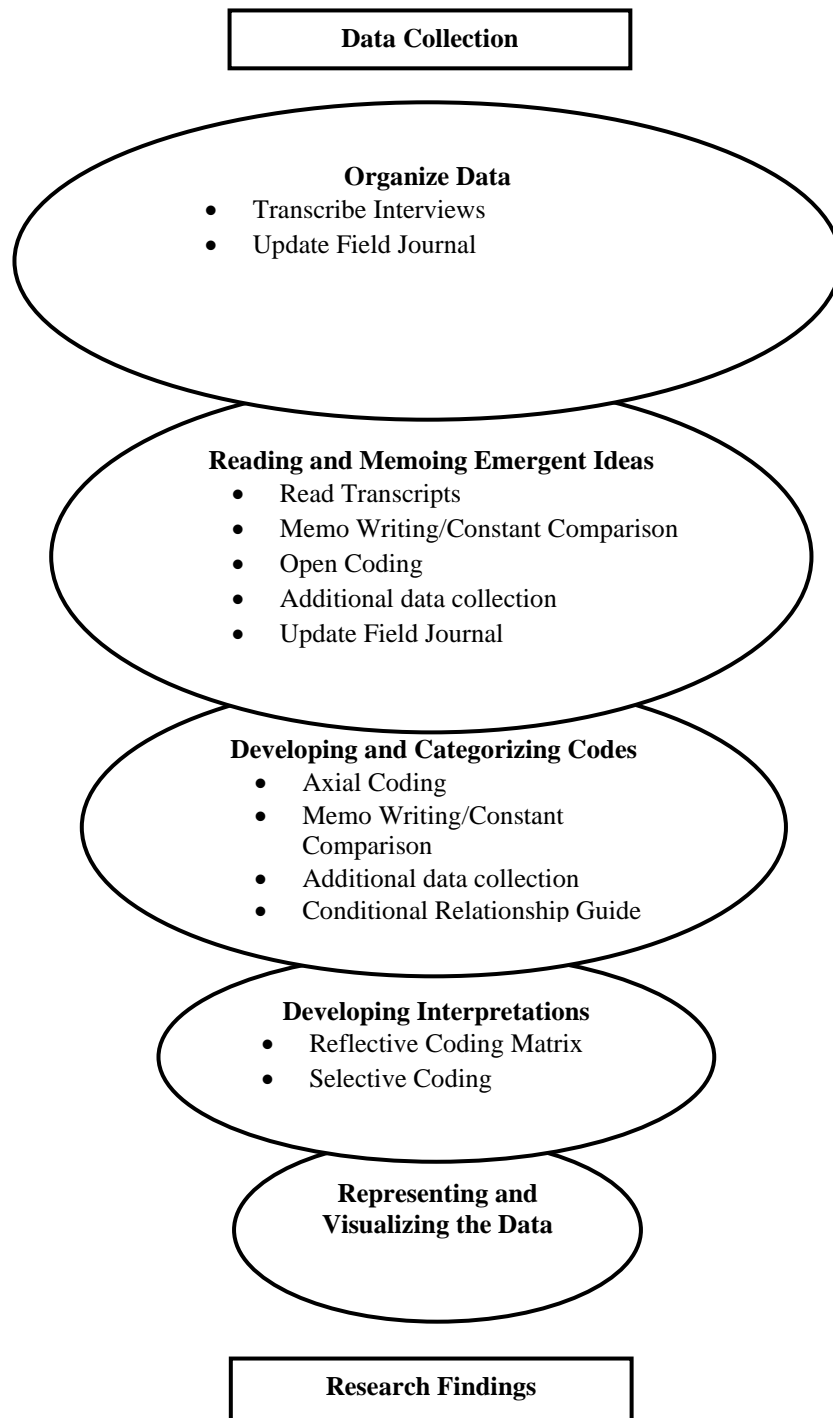 Data Collection
Organize Data
• Transcribe Interviews
• Update Field Journal
Reading and Memoing Emergent Ideas
• Read Transcripts
• Memo Writing/Constant Comparison
• Open Coding
• Additional data collection
• Update Field Journal
Developing and Categorizing Codes
• Axial Coding
• Memo Writing/Constant
Comparison
• Additional data collection
• Conditional Relationship Guide
Developing Interpretations
• Reflective Coding Matrix
• Selective Coding
Representing and
Visualizing the Data
Research Findings